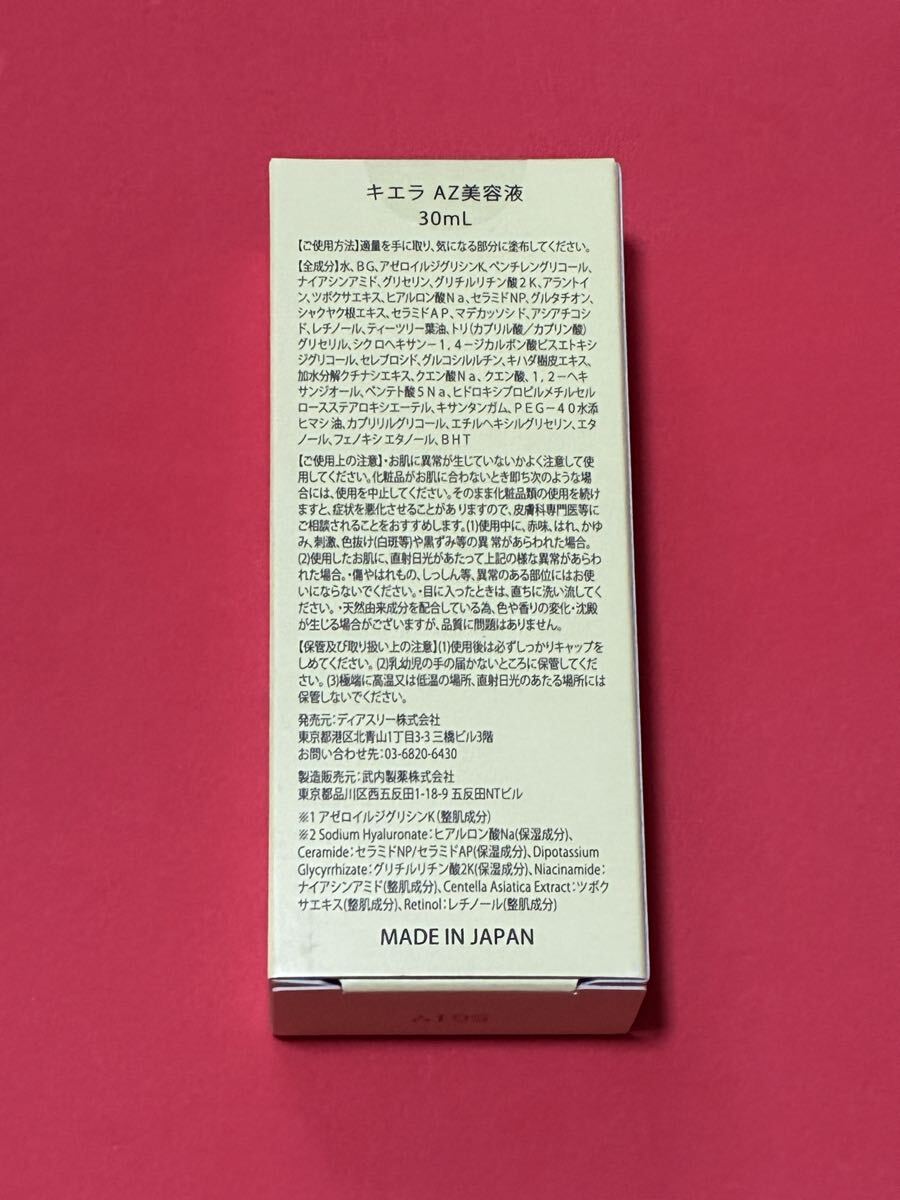 キエラ AZ美容液
30mL
【ご使用方法】適量を手に取り、気になる部分に塗布してください。
【全成分】水、BG、アゼロイルジグリシンK、ペンチレングリコール、
ナイアシンアミド、グリセリン、グリチルリチン酸2K、アラントイ
ン、ツボクサエキス、ヒアルロン酸Na、セラミドNP、グルタチオン、
シャクヤク根エキス、セラミドAP、マデカッソシド、アシアチコシ
ド、レチノール、ティーツリー葉油、トリ(カプリル酸/カプリン酸)
グリセリル、シクロヘキサン-1,4-ジカルボン酸ビスエトキシ
ジグリコール、セレブロシド、グルコシルルチン、キハダ樹皮エキス、
加水分解クチナシエキス、クエン酸Na、クエン酸、1,2-ヘキ
サンジオール、ペンテト酸5Na、ヒドロキシプロピルメチルセル
ロースステアロキシエーテル、キサンタンガム、PEG-40水添
ヒマシ油、カプリリルグリコール、エチルヘキシルグリセリン、エタ
ノール、フェノキシエタノール、BHT
【ご使用上の注意】・お肌に異常が生じていないかよく注意して使
用してください。化粧品がお肌に合わないとき即ち次のような場
合には、使用を中止してください。そのまま化粧品類の使用を続け
ますと、症状を悪化させることがありますので、皮膚科専門医等に
ご相談されることをおすすめします。(1)使用中に、赤味、はれ、かゆ
み、刺激、色抜け(白斑等)や黒ずみ等の異常があらわれた場合。
(2)使用したお肌に、直射日光があたって上記の様な異常があらわ
れた場合。・傷やはれもの、しっしん等、異常のある部位にはお使
いにならないでください。・目に入ったときは、直ちに洗い流してく
ださい。・天然由来成分を配合している為、色や香りの変化・沈殿
が生じる場合がございますが、品質に問題はありません。
【保管及び取り扱い上の注意】(1)使用後は必ずしっかりキャップを
しめてください。(2)乳幼児の手の届かないところに保管してくだ
さい。(3)極端に高温又は低温の場所、直射日光のあたる場所には
保管しないでください。
発売元:ディアスリー株式会社
東京都港区北青山1丁目3-3 三橋ビル3階
お問い合わせ先:03-6820-6430
製造販売元:武内製薬株式会社
東京都品川区西五反田1-18-9 五反田NTビル
※1 アゼロイルジグリシンK(整肌成分)
※2 Sodium Hyaluronate:ヒアルロン酸Na(保湿成分)、
Ceramide:セラミドNP/セラミドAP(保湿成分)、Dipotassium
Glycyrrhizate:グリチルリチン酸2K(保湿成分)、Niacinamide:
ナイアシンアミド(整肌成分)、Centella Asiatica Extract:ツボク
サエキス(整肌成分)、Retinol:レチノール(整肌成分)
MADE IN JAPAN